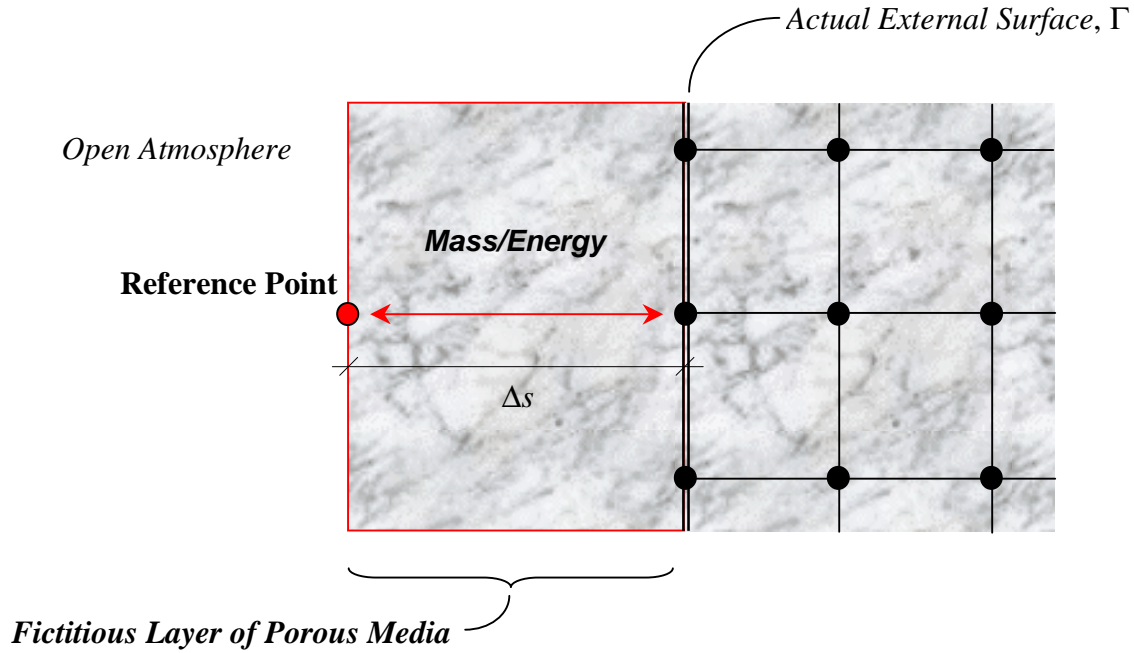 Actual External Surface, Γ
Open Atmosphere
Mass/Energy
Reference Point
Δs
Fictitious Layer of Porous Media